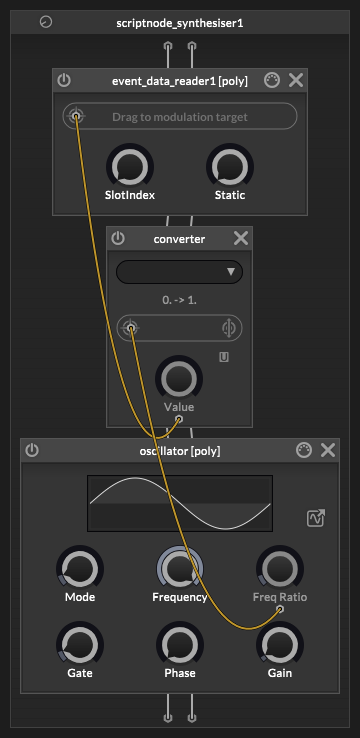 scriptnode_synthesiser1
event_data_reader1 [poly]
Drag to modulation target
SlotIndex
Static
converter
0. -> 1.
Value
oscillator [poly]
Mode
Frequency
Freq Ratio
Gate
Phase
Gain